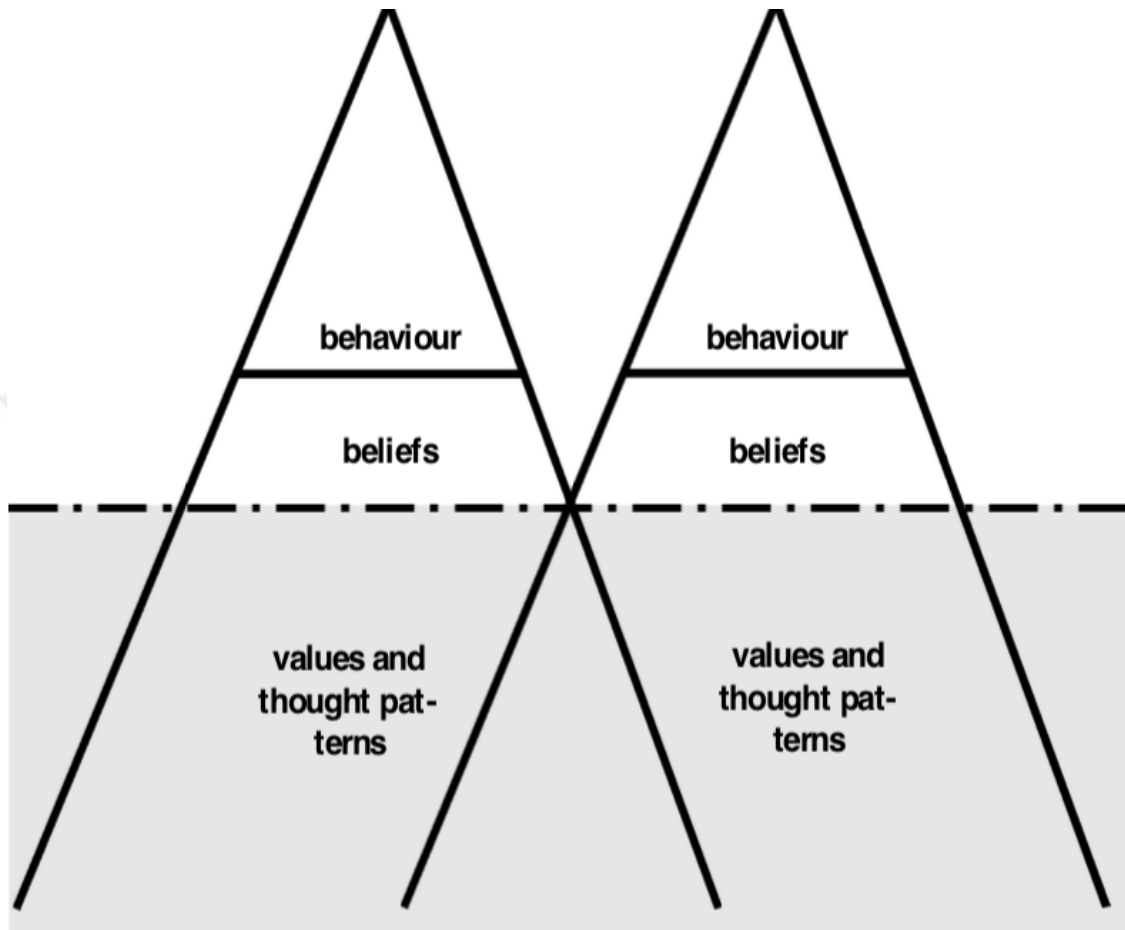 behaviour
behaviour
beliefs
beliefs
values and
thought pat-
terns
values and
thought pat-
terns